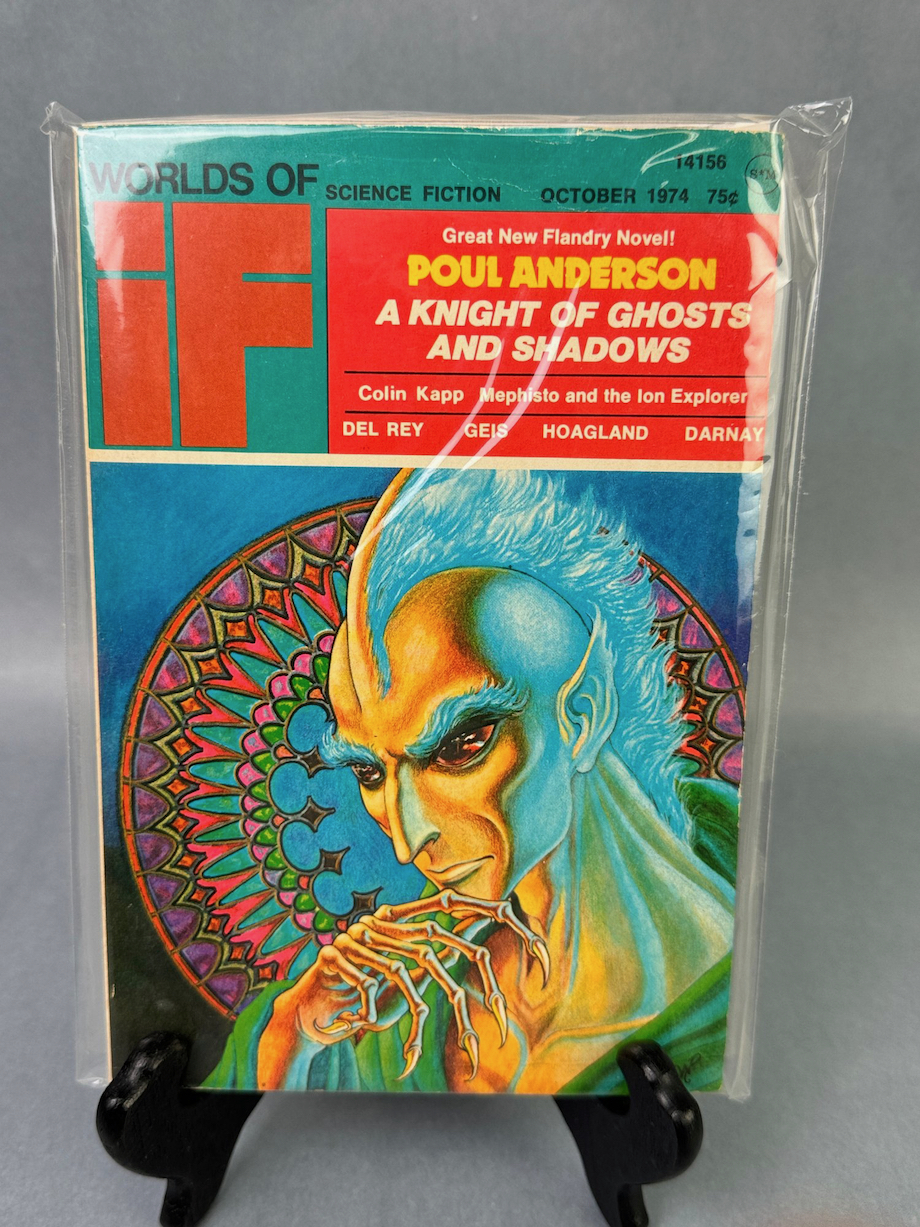 14156
WORLDS OF
SCIENCE FICTION OCTOBER 1974 75¢
iF
Great New Flandry Novel!
POUL ANDERSON
A KNIGHT OF GHOSTS
AND SHADOWS
Colin Kapp Mephisto and the Ion Explorer
DEL REY GEIS HOAGLAND DARNAY